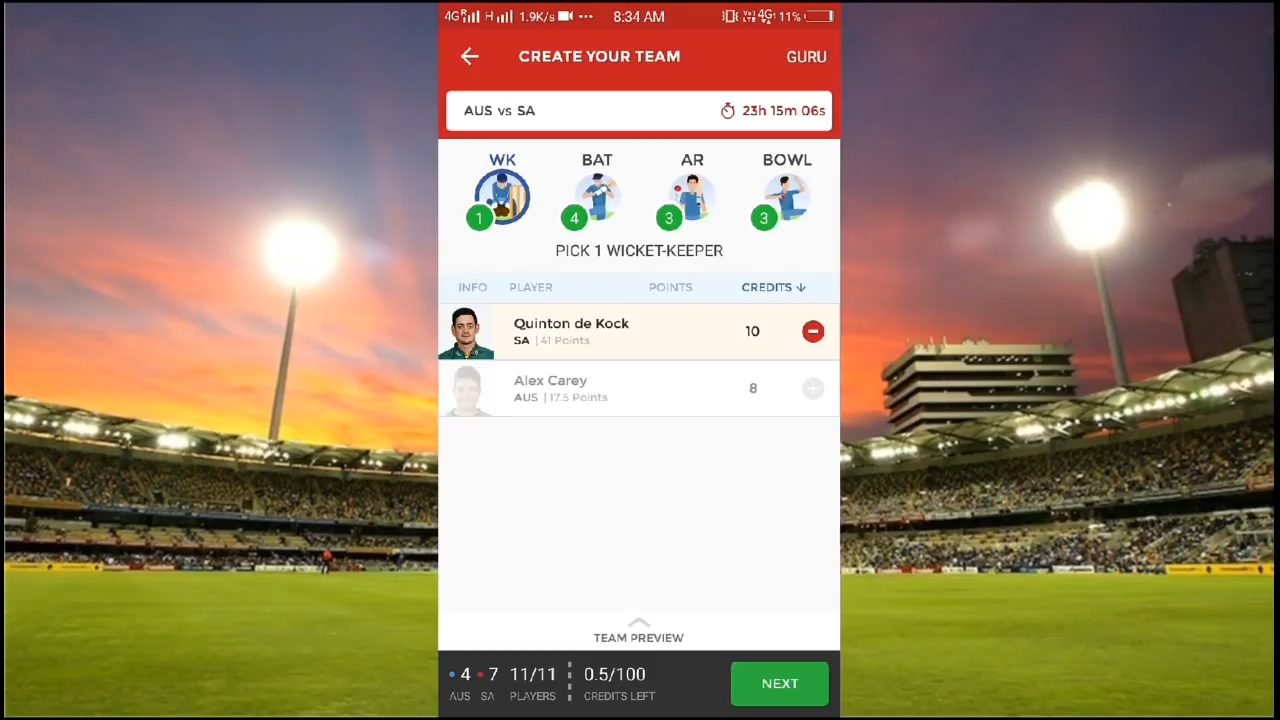 4G R H 1.9K/s ... 8:34 AM 4G 11%
CREATE YOUR TEAM GURU
AUS vs SA 23h 15m 06s
WK BAT AR BOWL
1 4 3 3
PICK 1 WICKET-KEEPER
INFO PLAYER POINTS CREDITS ↓
Quinton de Kock 10
SA | 41 Points
Alex Carey 8
AUS | 17.5 Points
TEAM PREVIEW
4 7 11/11 0.5/100 NEXT
AUS SA PLAYERS CREDITS LEFT